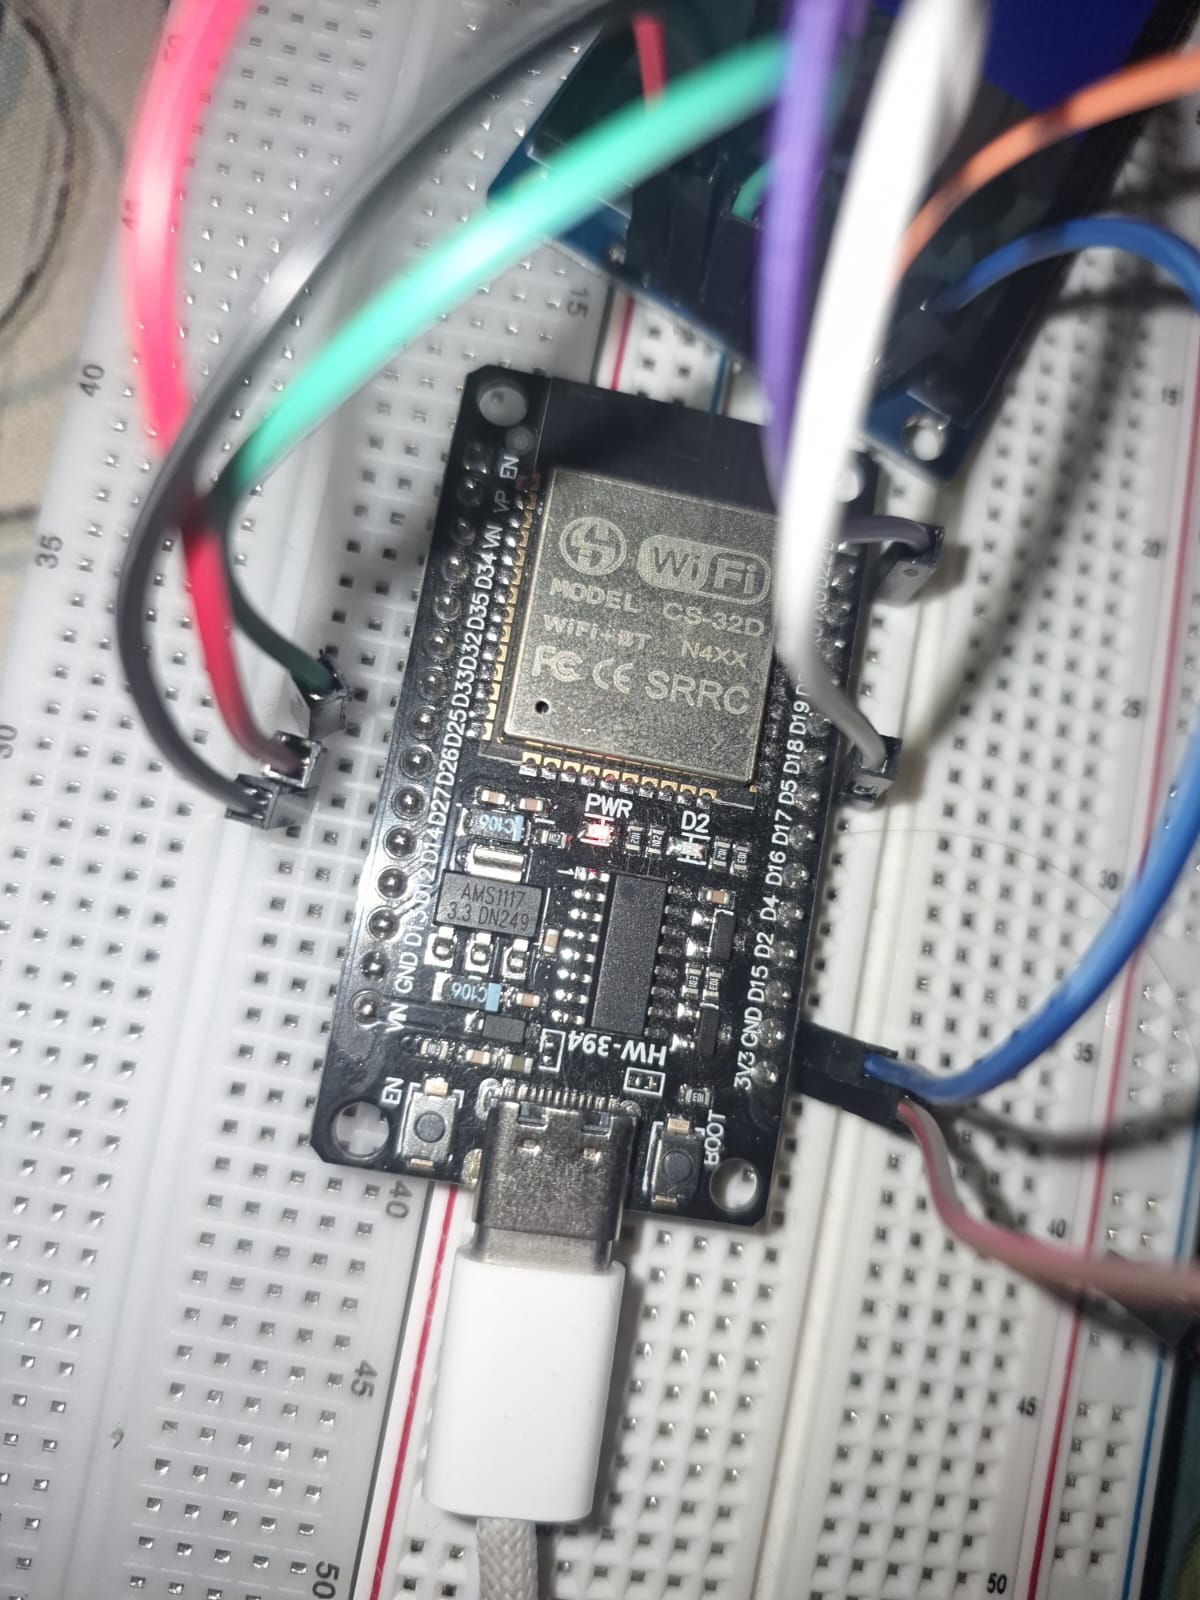 50
45
40
35
30
15
15
20
25
30
35
40
45
50
40
45
50
EN
VP
VN
D34
D35
D32
D33
D25
D26
D27
D14
D12
D13
GND
VIN
WiFi
MODEL CS-32D
WiFi+BT N4XX
FC CE SRRC
PWR
D2
C106
AMS1117
3.3 DN249
C106
HW-394
D19
D18
D5
D17
D16
D4
D2
D15
GND
3V3
EN
BOOT